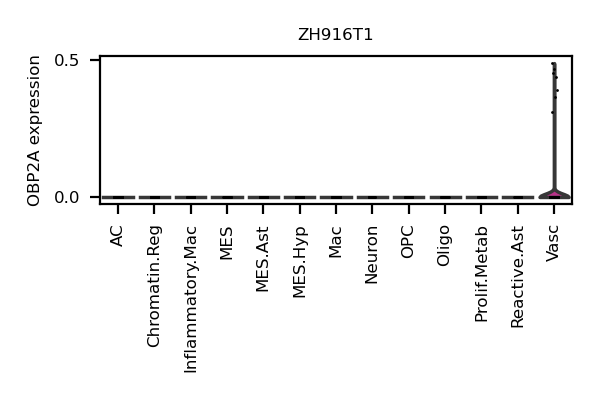 ZH916T1
OBP2A expression
0.5
0.0
AC
Chromatin.Reg
Inflammatory.Mac
MES
MES.Ast
MES.Hyp
Mac
Neuron
OPC
Oligo
Prolif.Metab
Reactive.Ast
Vasc